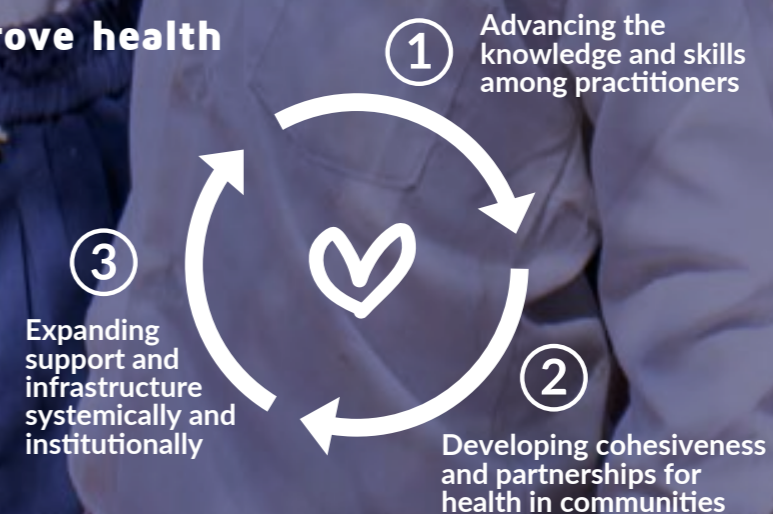 rove health
1
Advancing the
knowledge and skills
among practitioners
3
Expanding
support and
infrastructure
systemically and
institutionally
2
Developing cohesiveness
and partnerships for
health in communities